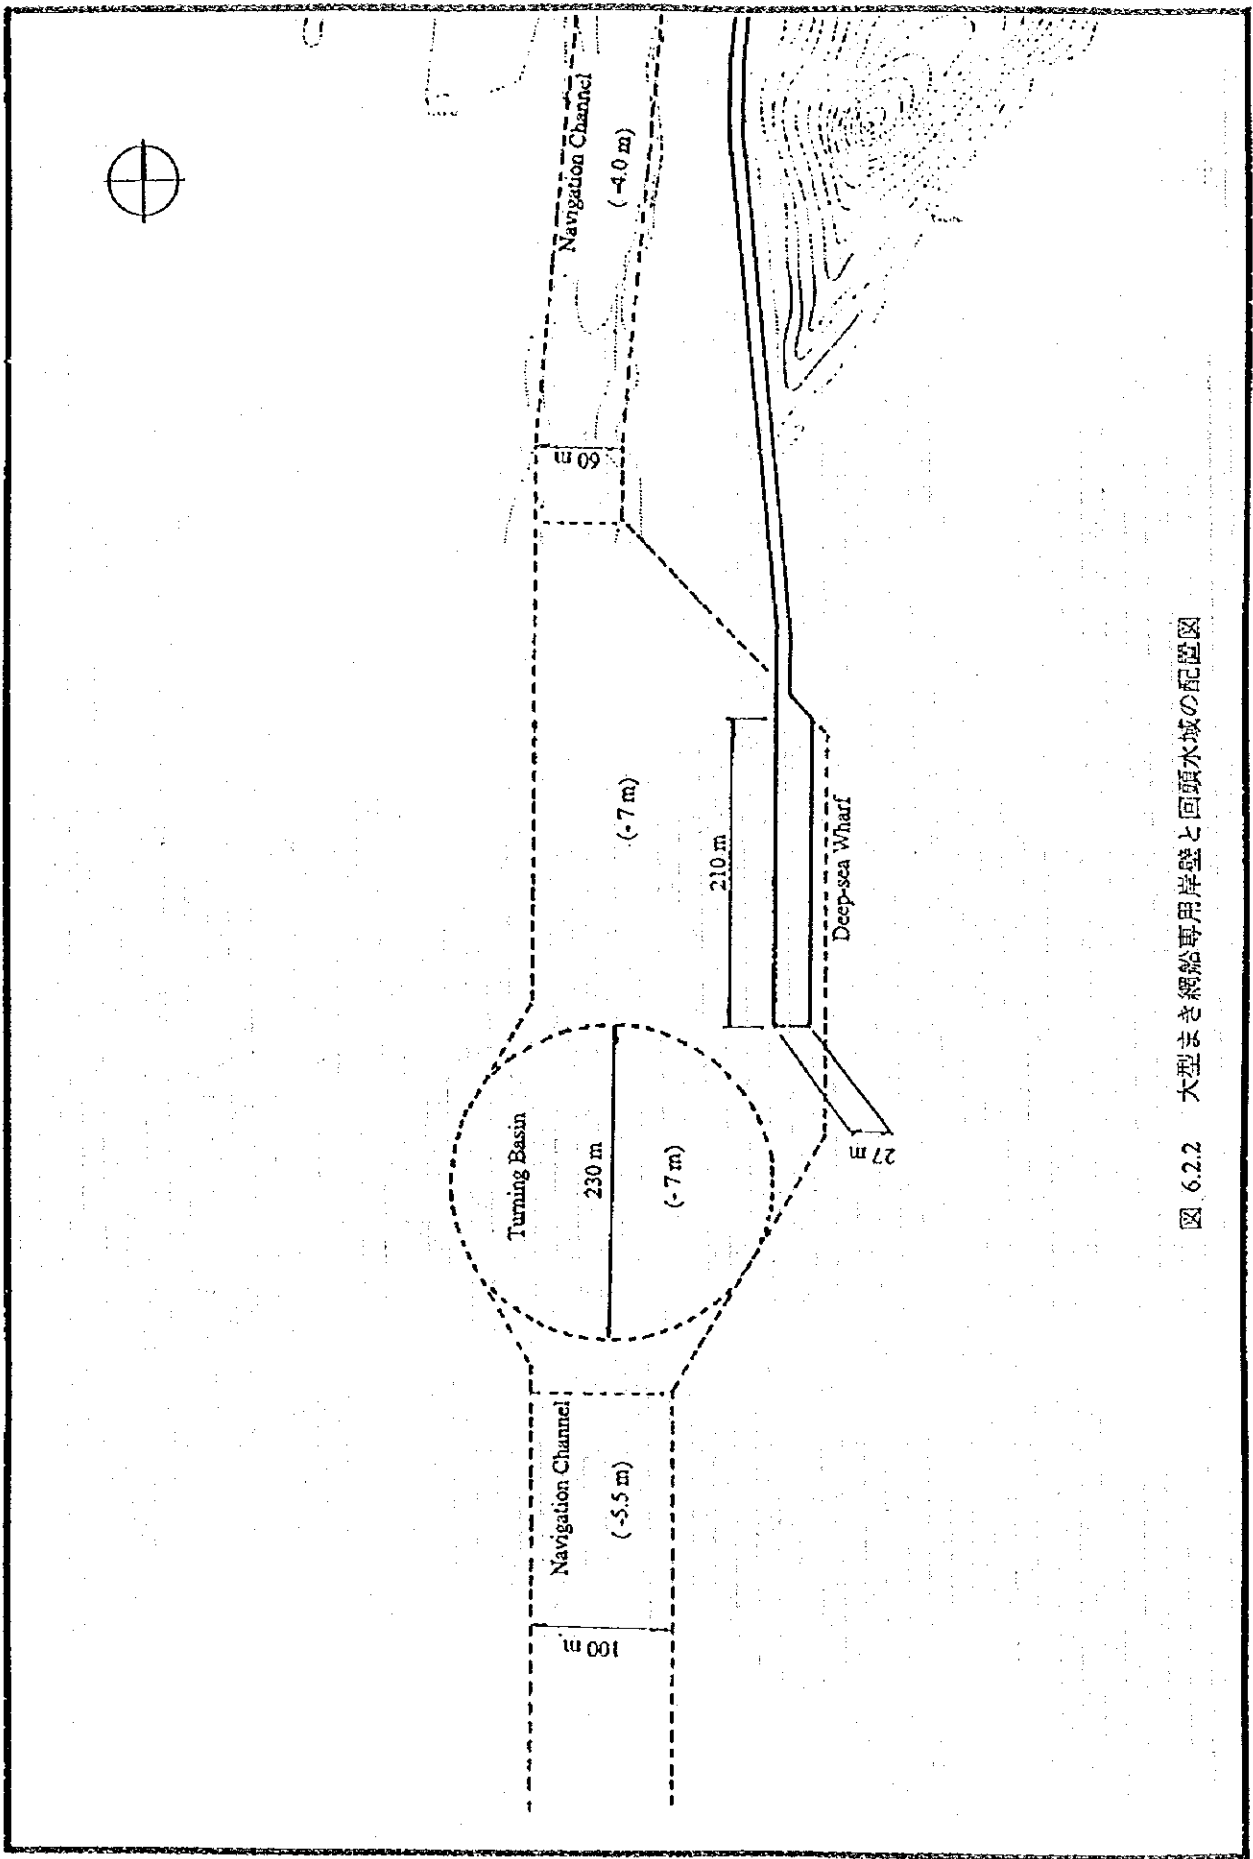 Navigation Channel
(-5.5 m)
100 m
Turning Basin
230 m
(-7 m)
27 m
210 m
Deep-sea Wharf
(-7 m)
60 m
Navigation Channel
(-4.0 m)
図 6.2.2 大型まき網船専用岸壁と回頭水域の配置図